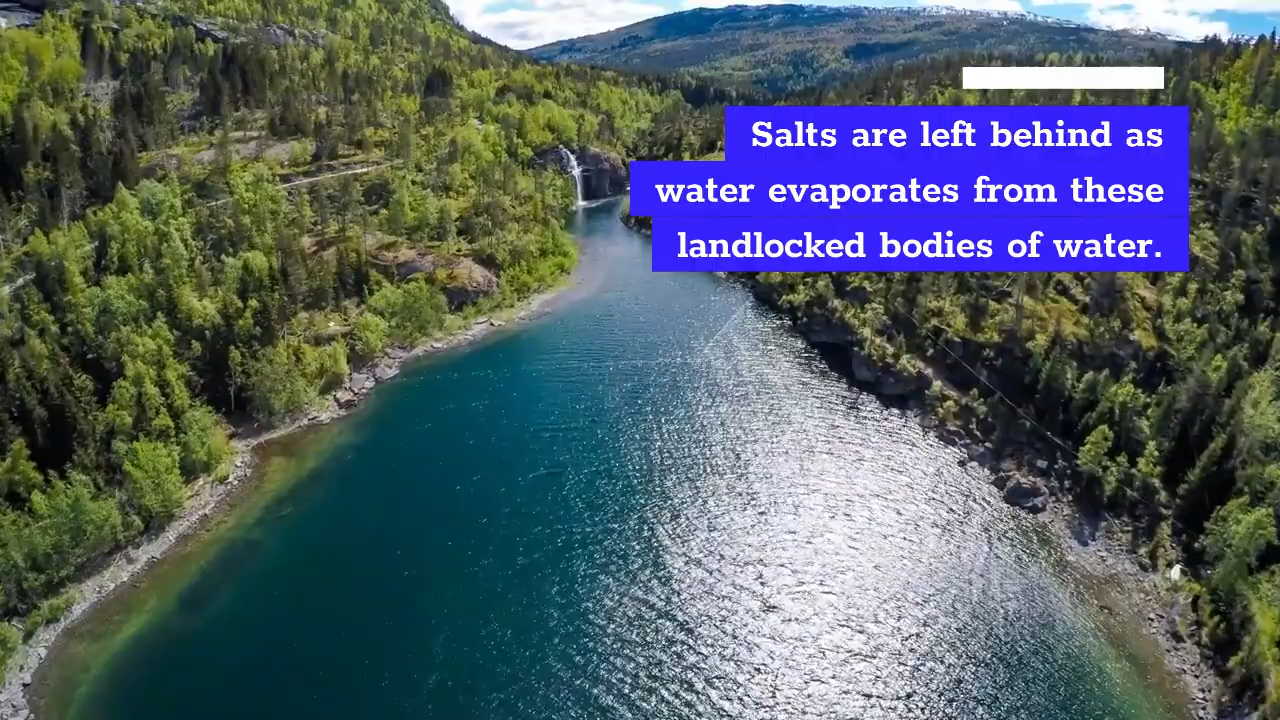 Salts are left behind as
water evaporates from these
landlocked bodies of water.